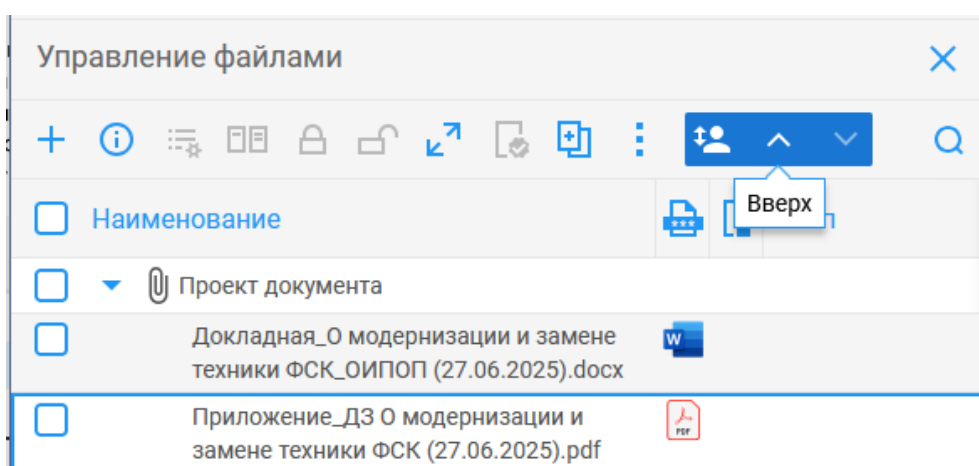 Управление файлами
Вверх
Наименование
Проект документа
Докладная_О модернизации и замене
техники ФСК_ОИПОП (27.06.2025).docx
Приложение_ДЗ О модернизации и
замене техники ФСК (27.06.2025).pdf